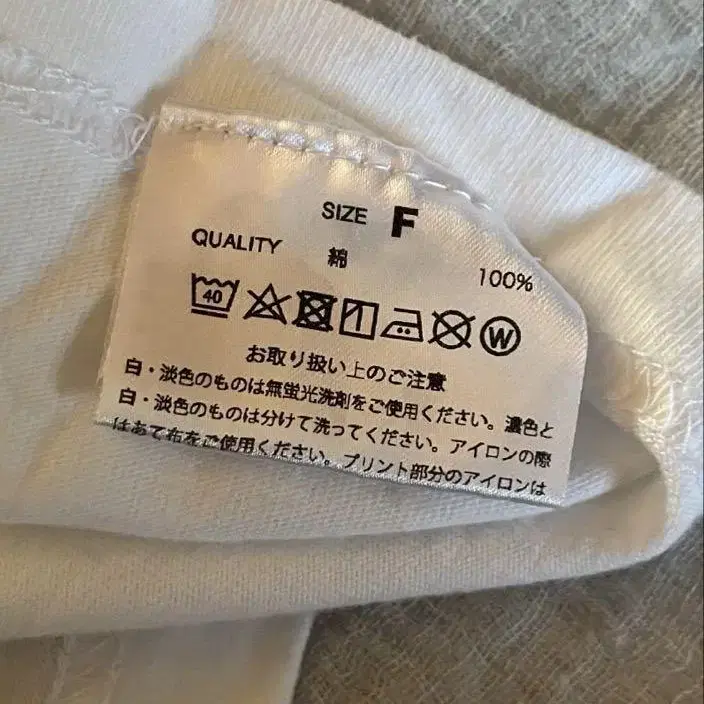 SIZE F
QUALITY 綿 100%
40 W
お取り扱い上のご注意
白・淡色のものは無蛍光洗剤をご使用ください。濃色と
白・淡色のものは分けて洗ってください。アイロンの際
はあて布をご使用ください。プリント部分のアイロンは